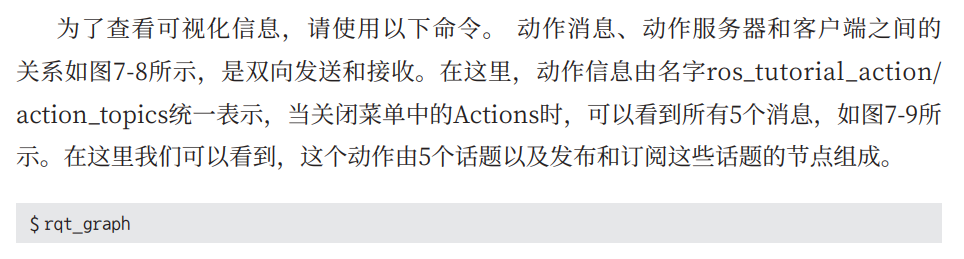 为了查看可视化信息，请使用以下命令。 动作消息、动作服务器和客户端之间的
关系如图7-8所示，是双向发送和接收。在这里，动作信息由名字ros_tutorial_action/
action_topics统一表示，当关闭菜单中的Actions时，可以看到所有5个消息，如图7-9所
示。在这里我们可以看到，这个动作由5个话题以及发布和订阅这些话题的节点组成。
$ rqt_graph